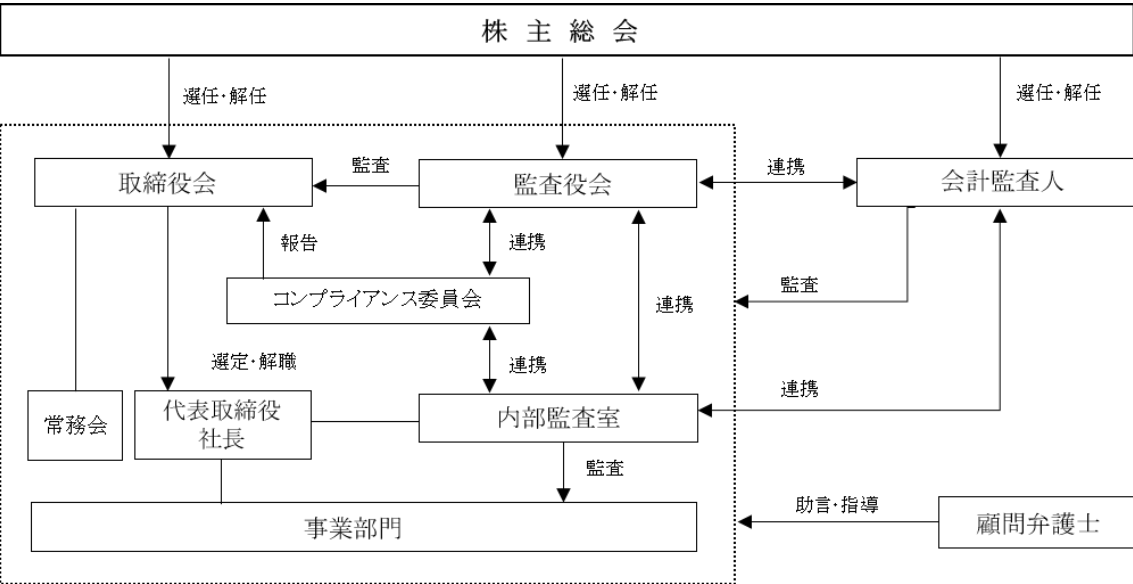 株 主 総 会
選任・解任
選任・解任
選任・解任
取締役会
監査
監査役会
連携
会計監査人
報告
連携
コンプライアンス委員会
監査
連携
選定・解職
連携
連携
常務会
代表取締役
社長
内部監査室
監査
事業部門
助言・指導
顧問弁護士